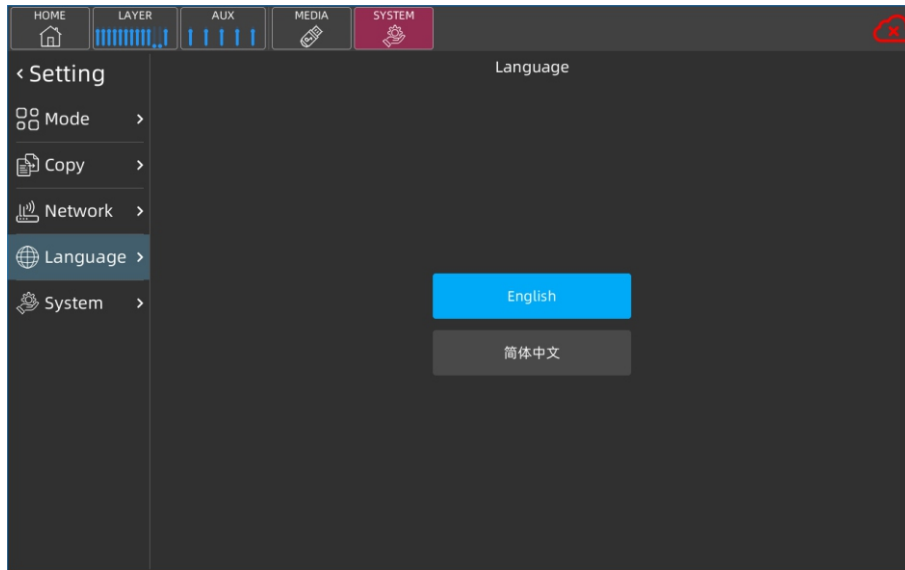 HOME LAYER AUX MEDIA SYSTEM
Setting
Language
Mode
Copy
Network
Language
System
English
简体中文